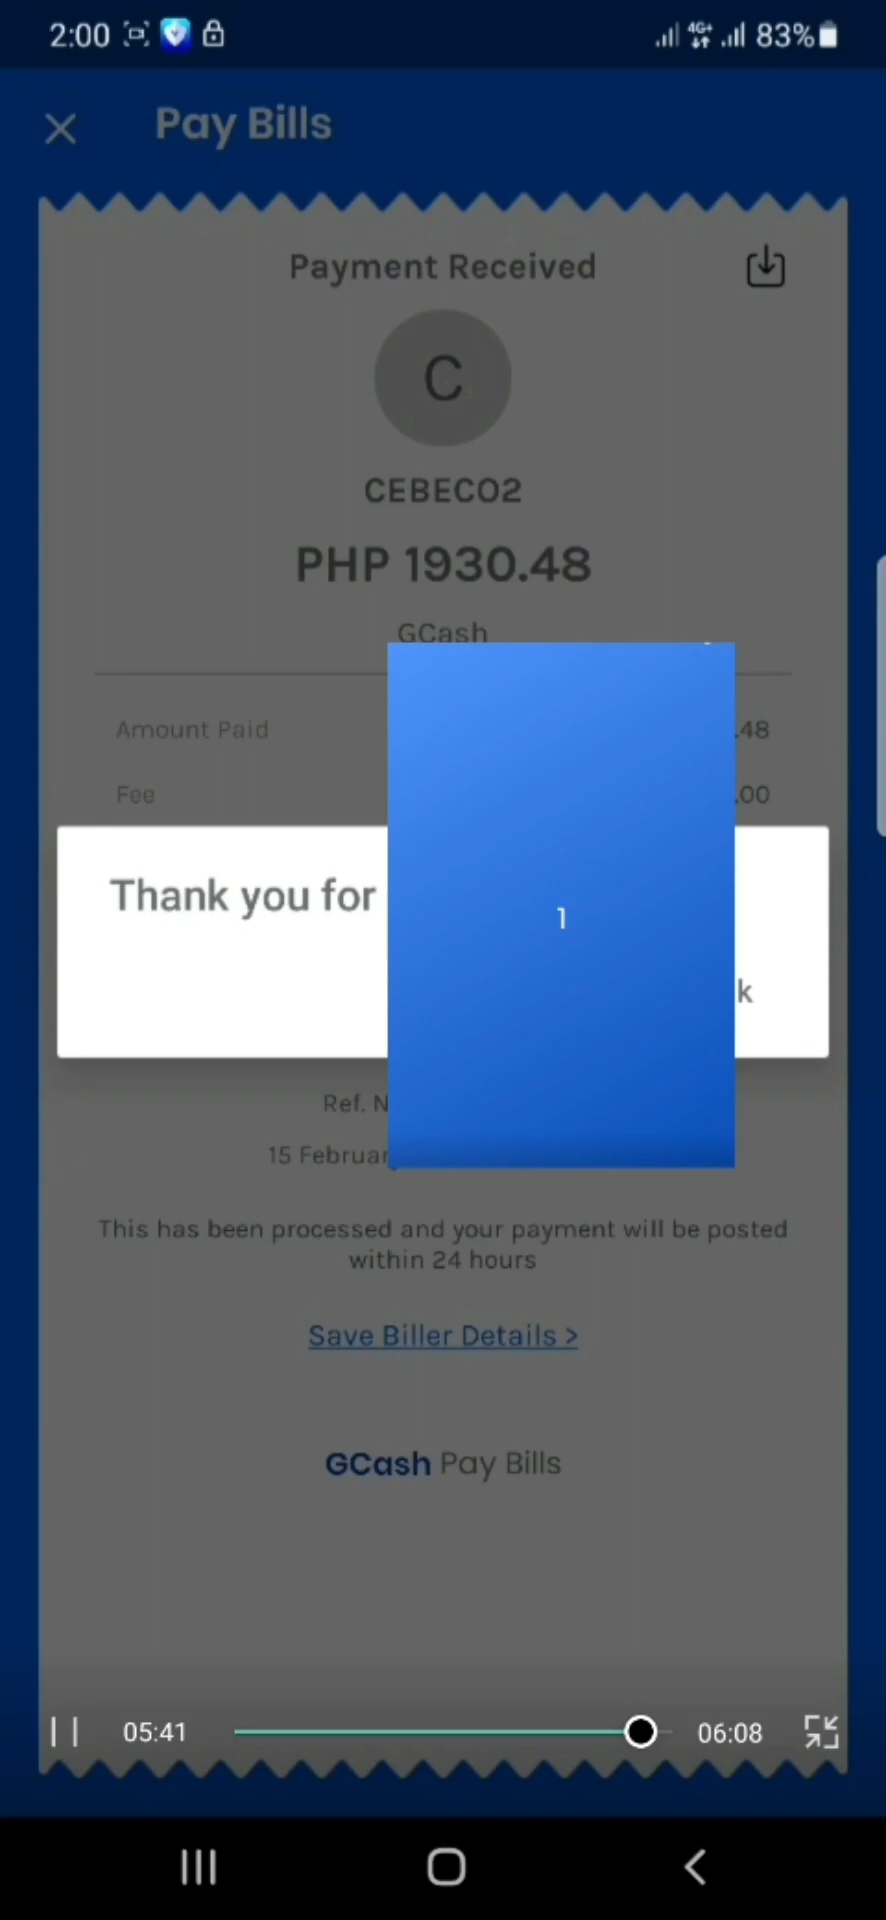 2:00 4G+ 83%
Pay Bills
Payment Received
C
CEBECO2
PHP 1930.48
GCash
Amount Paid .48
Fee .00
Thank you for
1
k
Ref. N
15 Februar
This has been processed and your payment will be posted
within 24 hours
Save Biller Details >
GCash Pay Bills
05:41 06:08